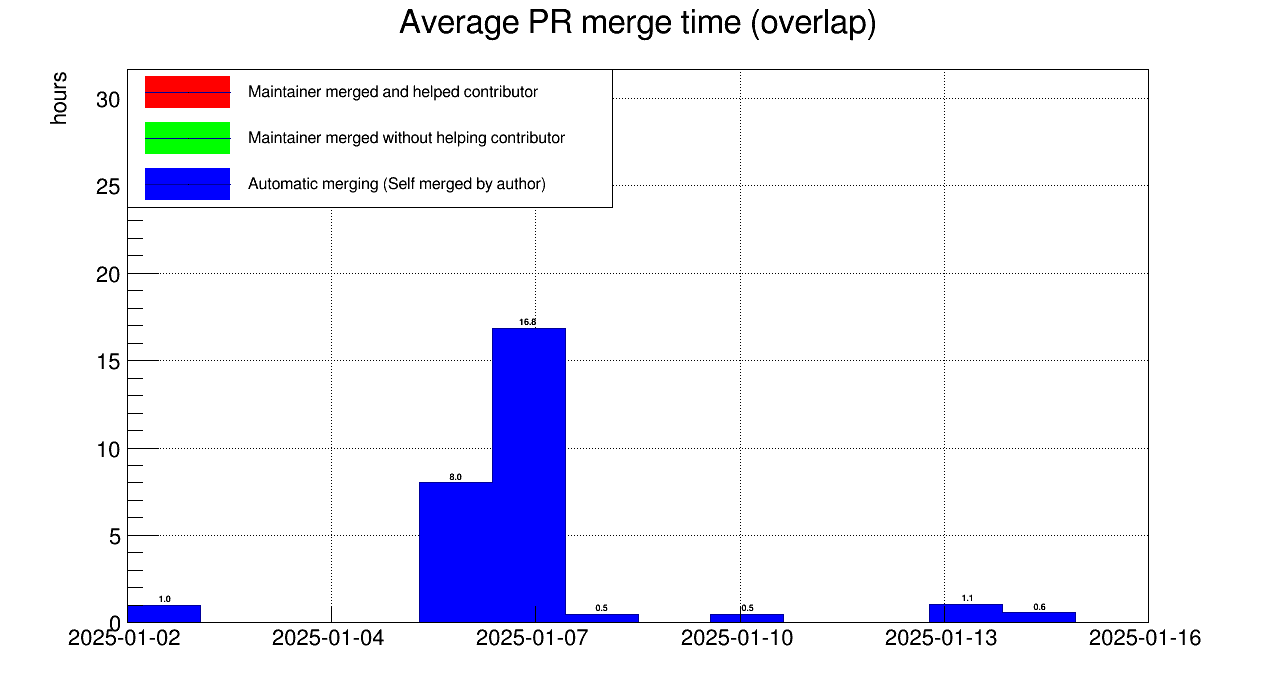 Average PR merge time (overlap)
hours
Maintainer merged and helped contributor
Maintainer merged without helping contributor
Automatic merging (Self merged by author)
30
25
20
15
10
5
0
1.0
8.0
16.8
0.5
0.5
1.1
0.6
2025-01-02 2025-01-04 2025-01-07 2025-01-10 2025-01-13 2025-01-16